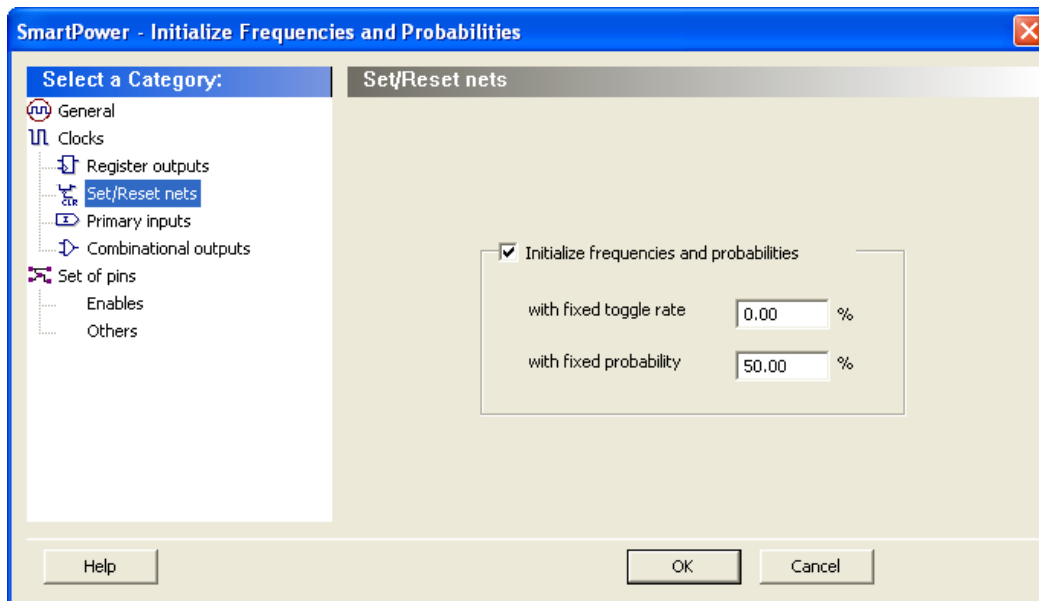 SmartPower - Initialize Frequencies and Probabilities
Select a Category:
General
Clocks
Register outputs
CLR Set/Reset nets
Primary inputs
Combinational outputs
Set of pins
Enables
Others
Set/Reset nets
Initialize frequencies and probabilities
with fixed toggle rate 0.00 %
with fixed probability 50.00 %
Help OK Cancel